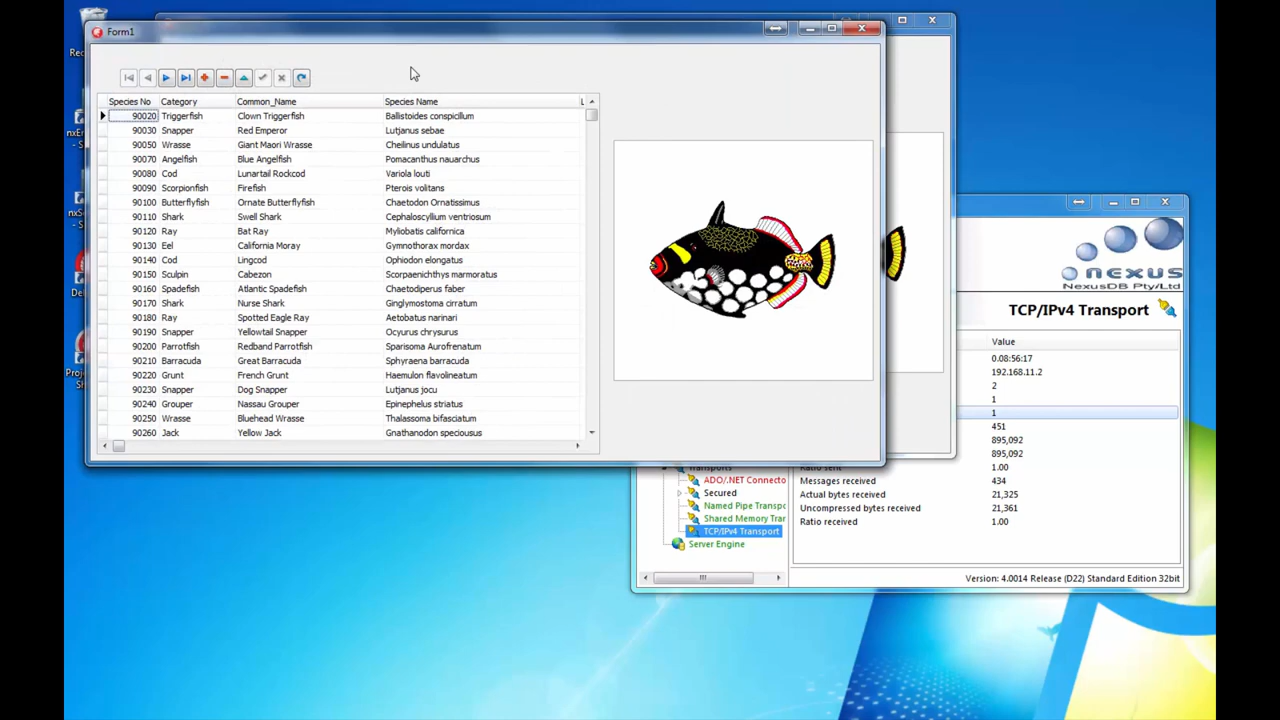 Form1
Species No Category Common_Name Species Name L
90020 Triggerfish Clown Triggerfish Ballistoides conspicillum
90030 Snapper Red Emperor Lutjanus sebae
90050 Wrasse Giant Maori Wrasse Cheilinus undulatus
90070 Angelfish Blue Angelfish Pomacanthus nauarchus
90080 Cod Lunartail Rockcod Variola louti
90090 Scorpionfish Firefish Pterois volitans
90100 Butterflyfish Ornate Butterflyfish Chaetodon Ornatissimus
90110 Shark Swell Shark Cephaloscyllium ventriosum
90120 Ray Bat Ray Myliobatis californica
90130 Eel California Moray Gymnothorax mordax
90140 Cod Lingcod Ophiodon elongatus
90150 Sculpin Cabezon Scorpaenichthys marmoratus
90160 Spadefish Atlantic Spadefish Chaetodiperus faber
90170 Shark Nurse Shark Ginglymostoma cirratum
90180 Ray Spotted Eagle Ray Aetobatus narinari
90190 Snapper Yellowtail Snapper Ocyurus chrysurus
90200 Parrotfish Redband Parrotfish Sparisoma Aurofrenatum
90210 Barracuda Great Barracuda Sphyraena barracuda
90220 Grunt French Grunt Haemulon flavolineatum
90230 Snapper Dog Snapper Lutjanus jocu
90240 Grouper Nassau Grouper Epinephelus striatus
90250 Wrasse Bluehead Wrasse Thalassoma bifasciatum
90260 Jack Yellow Jack Gnathanodon speciousus
nexus
NexusDB Pty/Ltd
TCP/IPv4 Transport
Value
0.08:56:17
192.168.11.2
2
1
1
451
895,092
895,092
Ratio sent 1.00
Messages received 434
Actual bytes received 21,325
Uncompressed bytes received 21,361
Ratio received 1.00
Transports
ADO/.NET Connecto
Secured
Named Pipe Transpo
Shared Memory Tran
TCP/IPv4 Transport
Server Engine
Version: 4.0014 Release (D22) Standard Edition 32bit